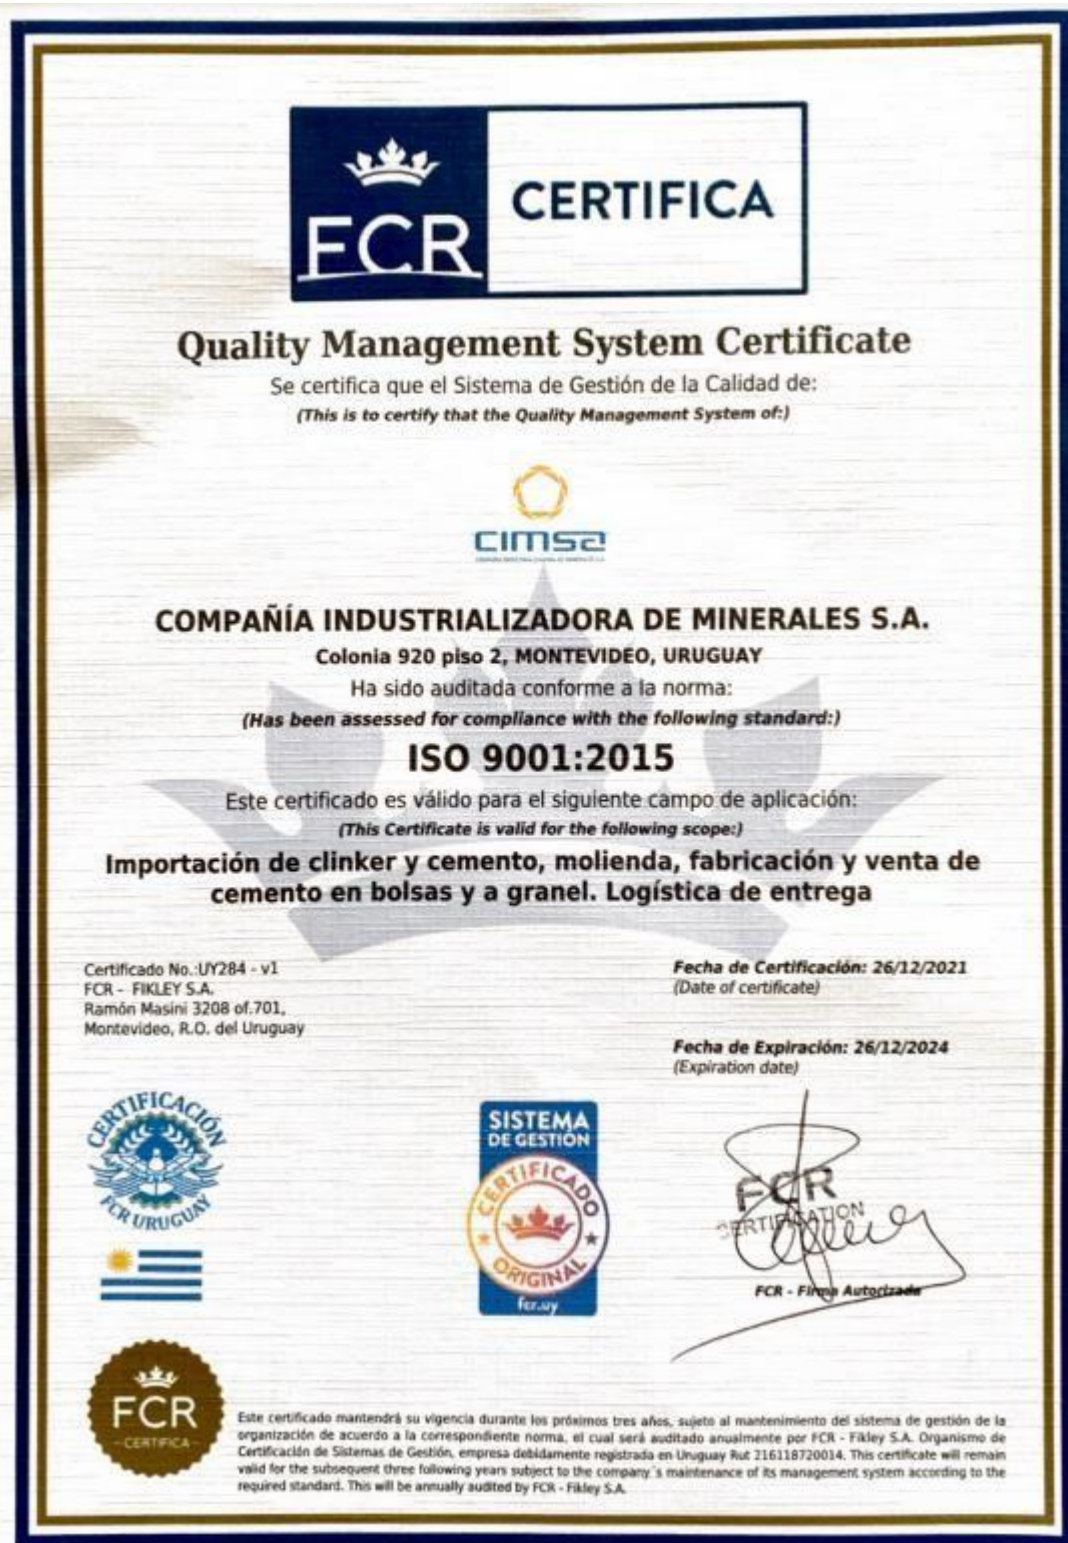 FCR
CERTIFICA
Quality Management System Certificate
Se certifica que el Sistema de Gestión de la Calidad de:
(This is to certify that the Quality Management System of:)
cimsa
COMPAÑÍA INDUSTRIALIZADORA DE MINERALES S.A.
COMPAÑÍA INDUSTRIALIZADORA DE MINERALES S.A.
Colonia 920 piso 2, MONTEVIDEO, URUGUAY
Ha sido auditada conforme a la norma:
(Has been assessed for compliance with the following standard:)
ISO 9001:2015
Este certificado es válido para el siguiente campo de aplicación:
(This Certificate is valid for the following scope:)
Importación de clinker y cemento, molienda, fabricación y venta de
cemento en bolsas y a granel. Logística de entrega
Certificado No.:UY284 - v1
FCR - FIKLEY S.A.
Ramón Masini 3208 of.701,
Montevideo, R.O. del Uruguay
Fecha de Certificación: 26/12/2021
(Date of certificate)
Fecha de Expiración: 26/12/2024
(Expiration date)
CERTIFICACIÓN
FCR URUGUAY
SISTEMA
DE GESTIÓN
CERTIFICADO
ORIGINAL
fcr.uy
FCR
CERTIFICATION
FCR - Firma Autorizada
FCR
CERTIFICA
Este certificado mantendrá su vigencia durante los próximos tres años, sujeto al mantenimiento del sistema de gestión de la
organización de acuerdo a la correspondiente norma, el cual será auditado anualmente por FCR - Fikley S.A. Organismo de
Certificación de Sistemas de Gestión, empresa debidamente registrada en Uruguay Rut 216118720014. This certificate will remain
valid for the subsequent three following years subject to the company´s maintenance of its management system according to the
required standard. This will be annually audited by FCR - Fikley S.A.